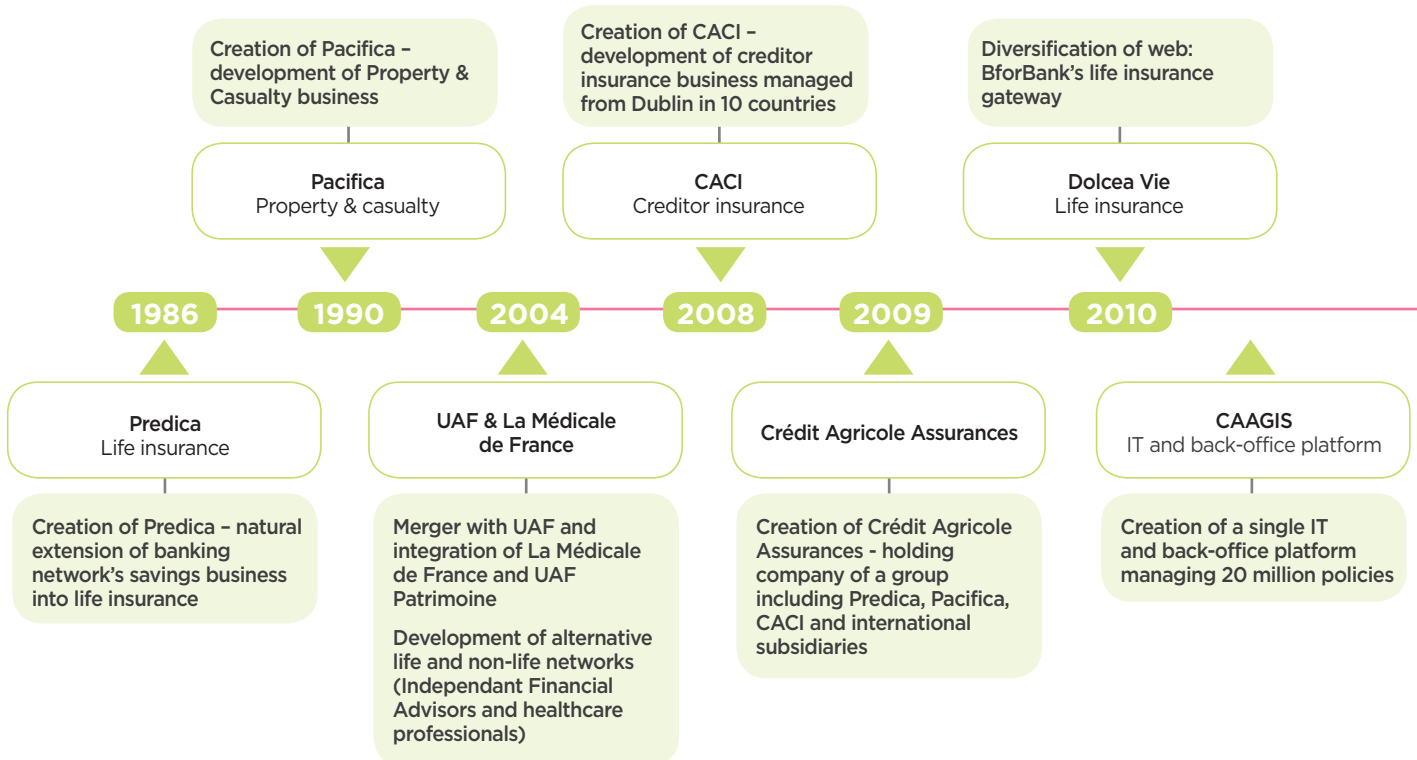 Creation of Pacifica –
development of Property &
Casualty business
Creation of CACI –
development of creditor
insurance business managed
from Dublin in 10 countries
Diversification of web:
BforBank’s life insurance
gateway
Pacifica
Property & casualty
CACI
Creditor insurance
Dolcea Vie
Life insurance
1986
1990
2004
2008
2009
2010
Predica
Life insurance
UAF & La Médicale
de France
Crédit Agricole Assurances
CAAGIS
IT and back-office platform
Creation of Predica – natural
extension of banking
network’s savings business
into life insurance
Merger with UAF and
integration of La Médicale
de France and UAF
Patrimoine
Development of alternative
life and non-life networks
(Independant Financial
Advisors and healthcare
professionals)
Creation of Crédit Agricole
Assurances - holding
company of a group
including Predica, Pacifica,
CACI and international
subsidiaries
Creation of a single IT
and back-office platform
managing 20 million policies